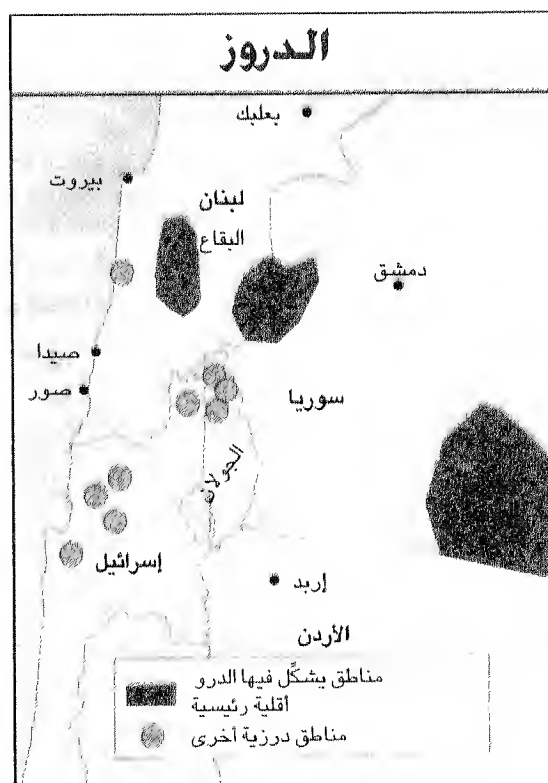 الدروز
بعلبك
بيروت
لبنان
البقاع
دمشق
صيدا
صور
سوريا
الجولان
إسرائيل
إربد
الأردن
مناطق يشكِّل فيها الدرو
أقلية رئيسية
مناطق درزية أخرى